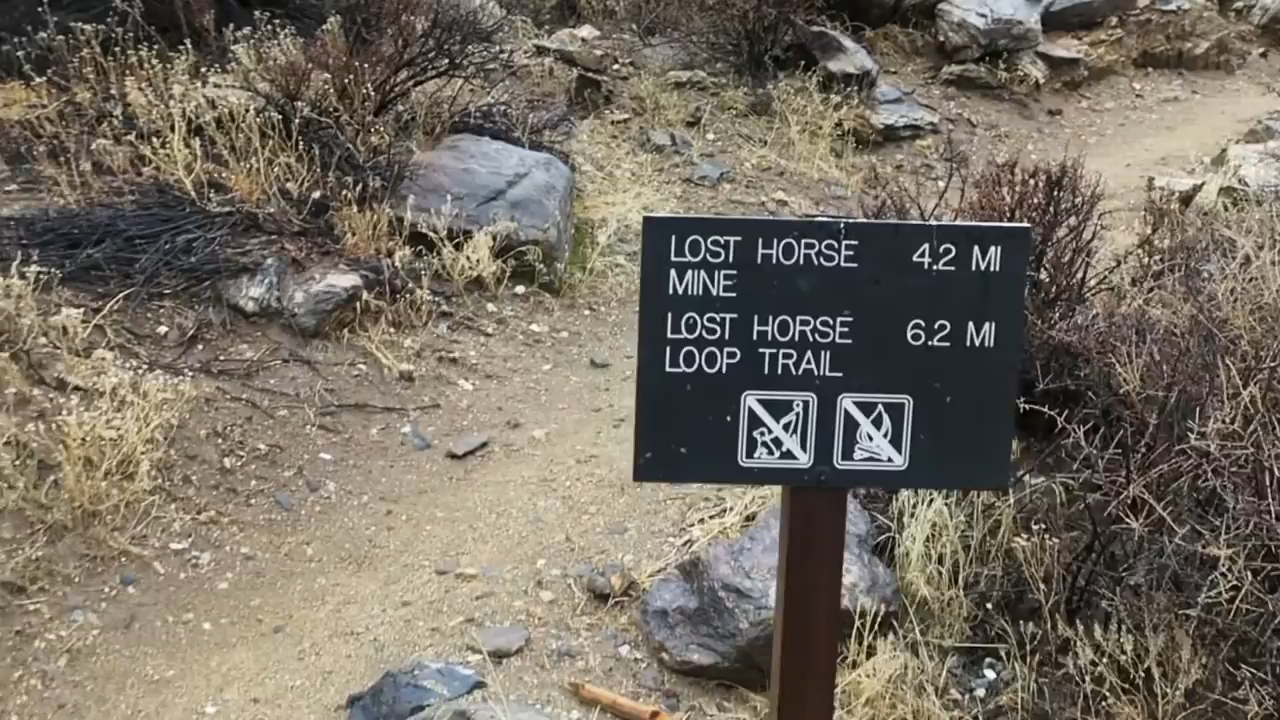 LOST HORSE 4.2 MI
MINE
LOST HORSE 6.2 MI
LOOP TRAIL